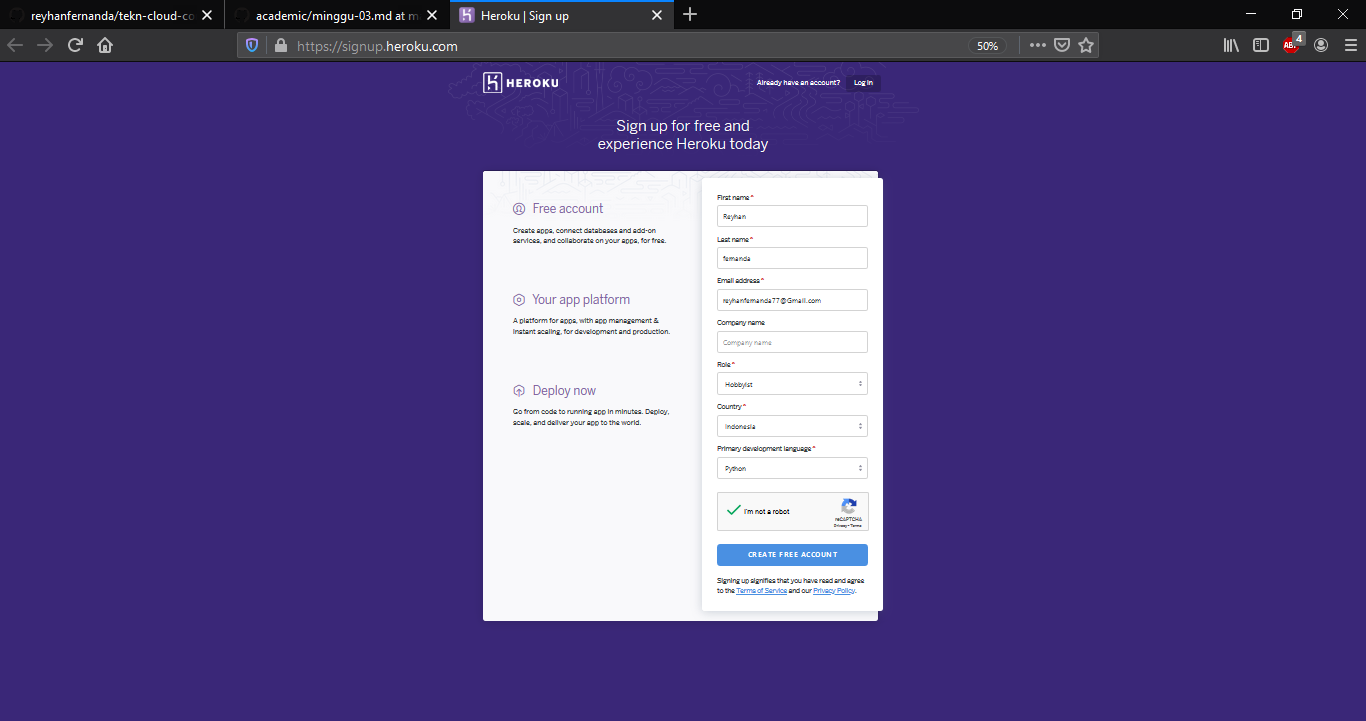 reyhanfernanda/tekn-cloud-co
academic/minggu-03.md at m
Heroku | Sign up
https://signup.heroku.com
50%
ABP
4
HEROKU
Already have an account? Log in
Sign up for free and
experience Heroku today
Free account
Create apps, connect databases and add-on
services, and collaborate on your apps, for free.
Your app platform
A platform for apps, with app management &
instant scaling, for development and production.
Deploy now
Go from code to running app in minutes. Deploy,
scale, and deliver your app to the world.
First name *
Reyhan
Last name *
fernanda
Email address *
reyhanfernanda77@Gmail.com
Company name
Company name
Role *
Hobbyist
Country *
Indonesia
Primary development language *
Python
I'm not a robot
reCAPTCHA
Privacy - Terms
CREATE FREE ACCOUNT
Signing up signifies that you have read and agree
to the Terms of Service and our Privacy Policy.